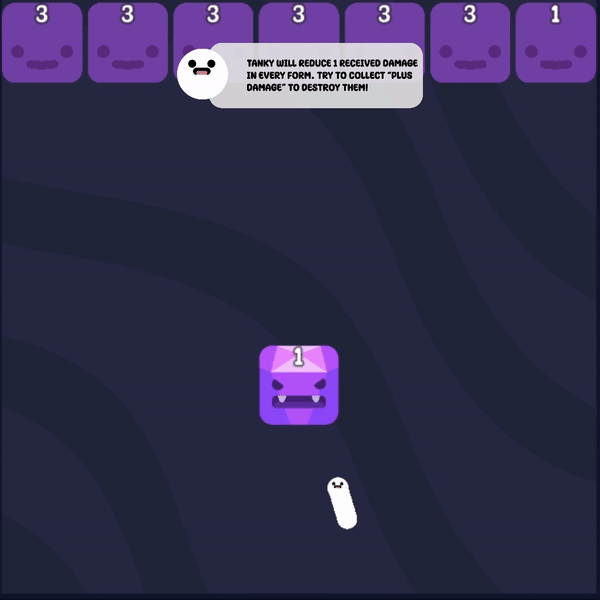 3 3 3 3 3 3 1
TANKY WILL REDUCE 1 RECEIVED DAMAGE
IN EVERY FORM. TRY TO COLLECT "PLUS
DAMAGE" TO DESTROY THEM!
1